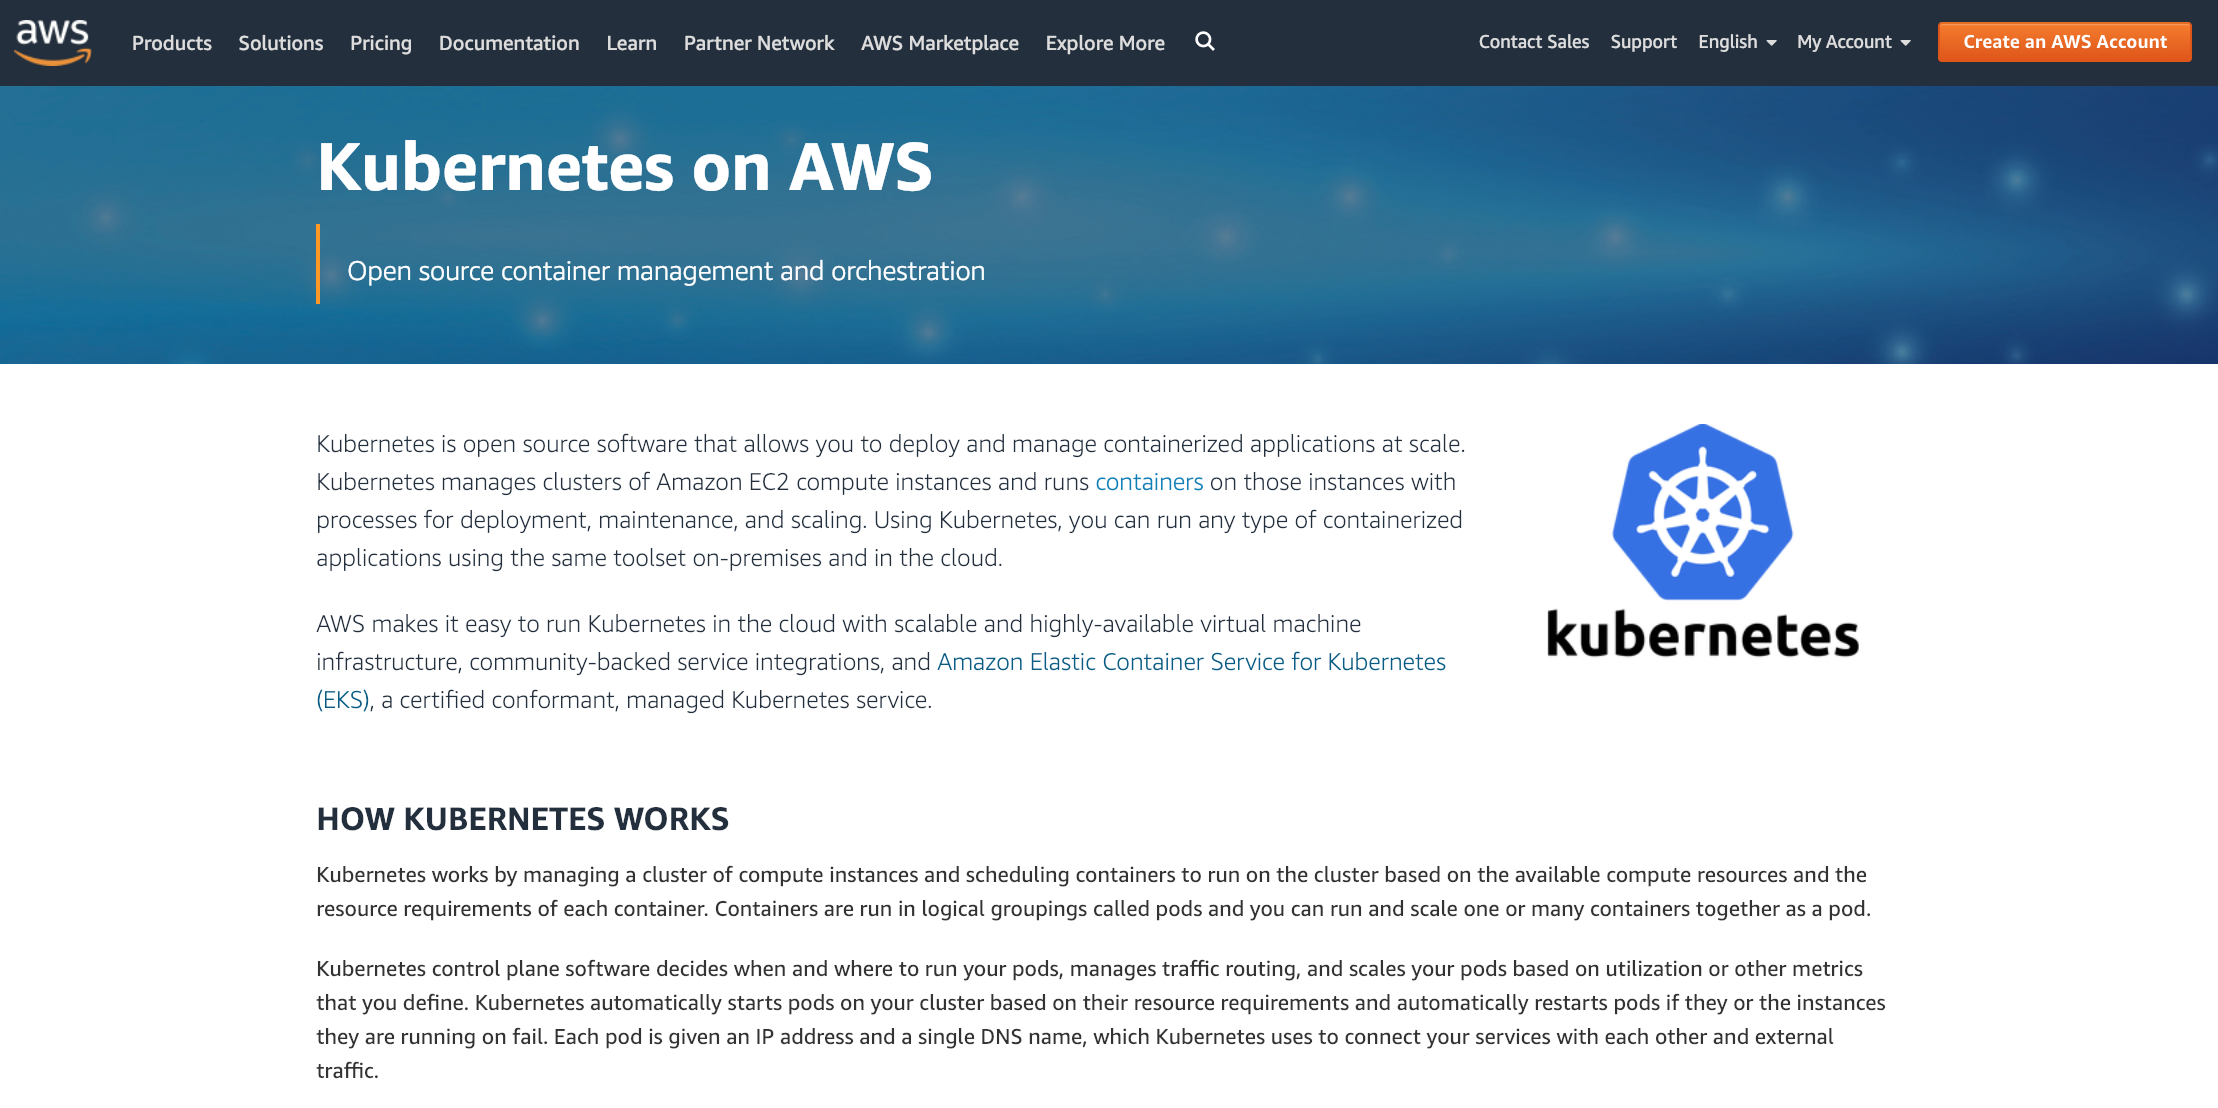 aws
Products Solutions Pricing Documentation Learn Partner Network AWS Marketplace Explore More
Contact Sales Support English My Account Create an AWS Account
Kubernetes on AWS
Open source container management and orchestration
Kubernetes is open source software that allows you to deploy and manage containerized applications at scale.
Kubernetes manages clusters of Amazon EC2 compute instances and runs containers on those instances with
processes for deployment, maintenance, and scaling. Using Kubernetes, you can run any type of containerized
applications using the same toolset on-premises and in the cloud.
AWS makes it easy to run Kubernetes in the cloud with scalable and highly-available virtual machine
infrastructure, community-backed service integrations, and Amazon Elastic Container Service for Kubernetes
(EKS), a certified conformant, managed Kubernetes service.
kubernetes
HOW KUBERNETES WORKS
Kubernetes works by managing a cluster of compute instances and scheduling containers to run on the cluster based on the available compute resources and the
resource requirements of each container. Containers are run in logical groupings called pods and you can run and scale one or many containers together as a pod.
Kubernetes control plane software decides when and where to run your pods, manages traffic routing, and scales your pods based on utilization or other metrics
that you define. Kubernetes automatically starts pods on your cluster based on their resource requirements and automatically restarts pods if they or the instances
they are running on fail. Each pod is given an IP address and a single DNS name, which Kubernetes uses to connect your services with each other and external
traffic.